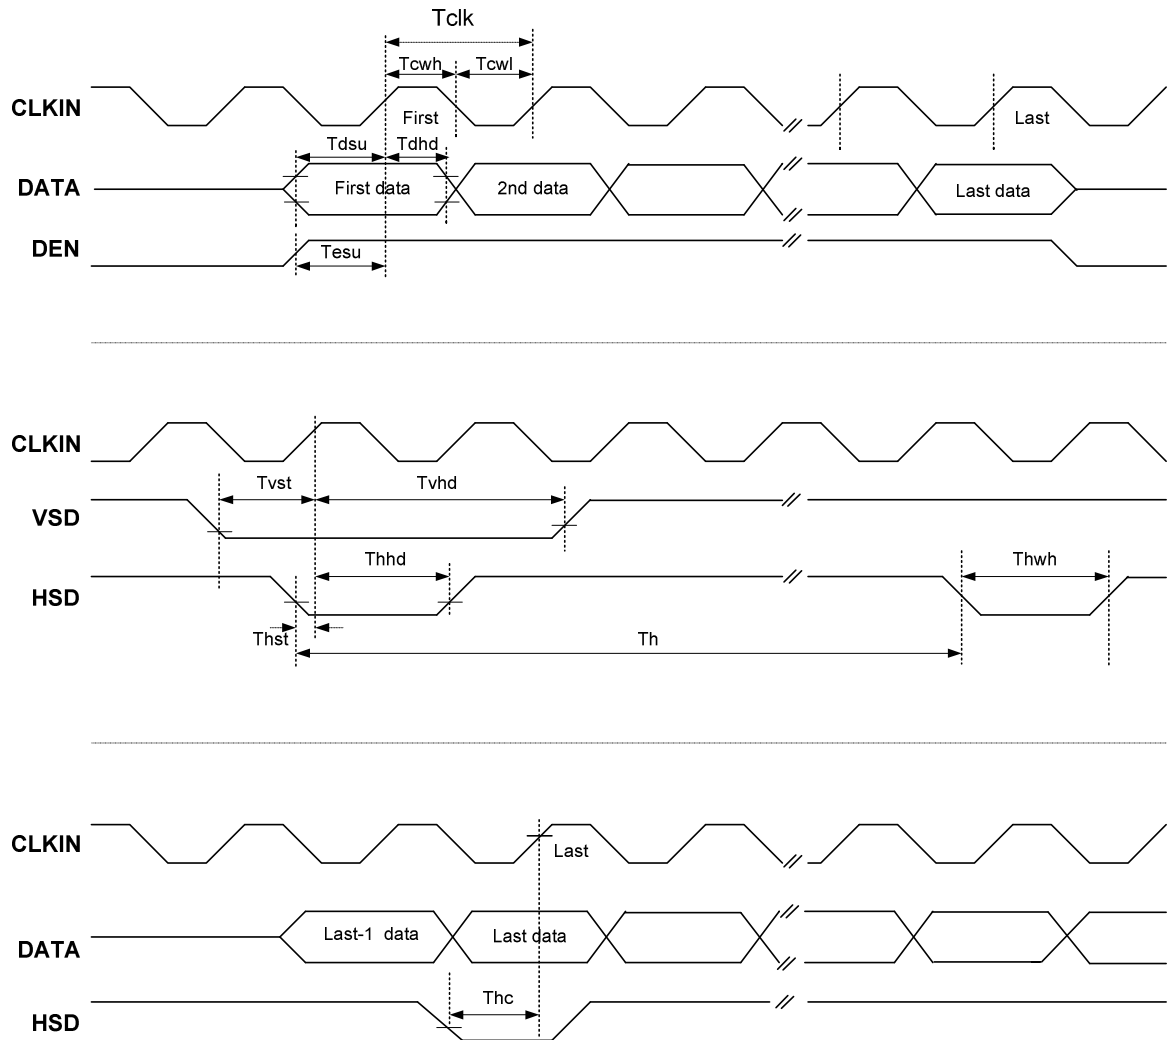 Tclk
Tcwh Tcwl
CLKIN
First
Last
Tdsu Tdhd
DATA
First data
2nd data
Last data
DEN
Tesu
CLKIN
Tvst
Tvhd
VSD
Thhd
Thwh
HSD
Thst
Th
CLKIN
Last
Last-1 data
Last data
DATA
Thc
HSD